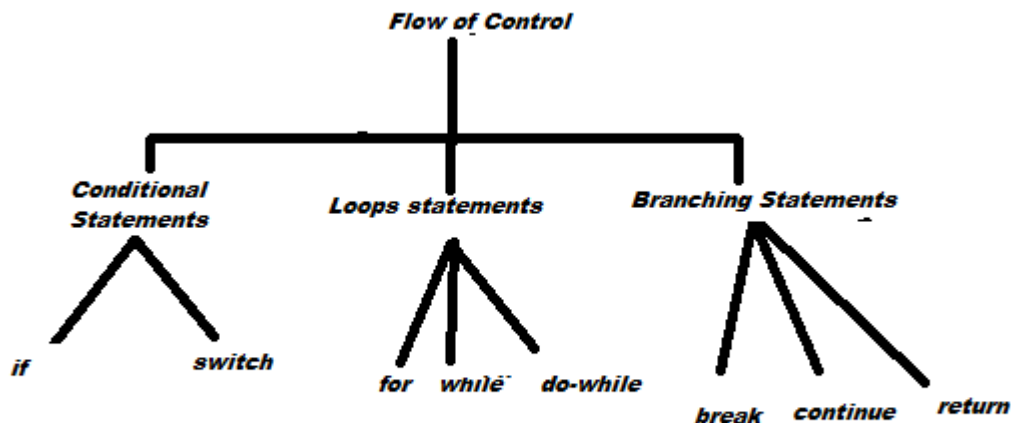 Flow of Control
Conditional
Statements
Loops statements
Branching Statements
if
switch
for
while
do-while
break
continue
return